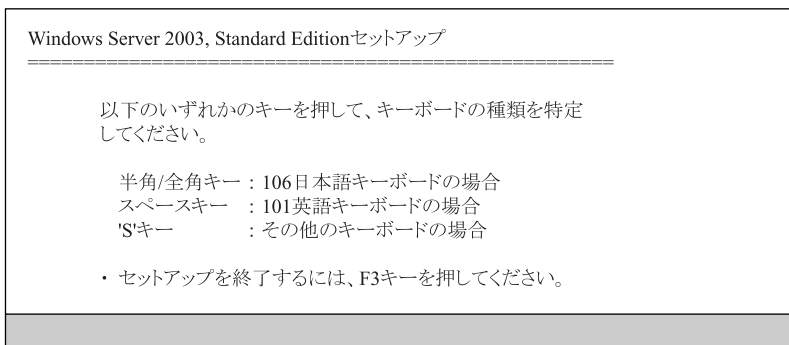 Windows Server 2003, Standard Editionセットアップ
====================================================
以下のいずれかのキーを押して、キーボードの種類を特定
してください。
半角/全角キー : 106日本語キーボードの場合
スペースキー : 101英語キーボードの場合
'S'キー : その他のキーボードの場合
・ セットアップを終了するには、F3キーを押してください。